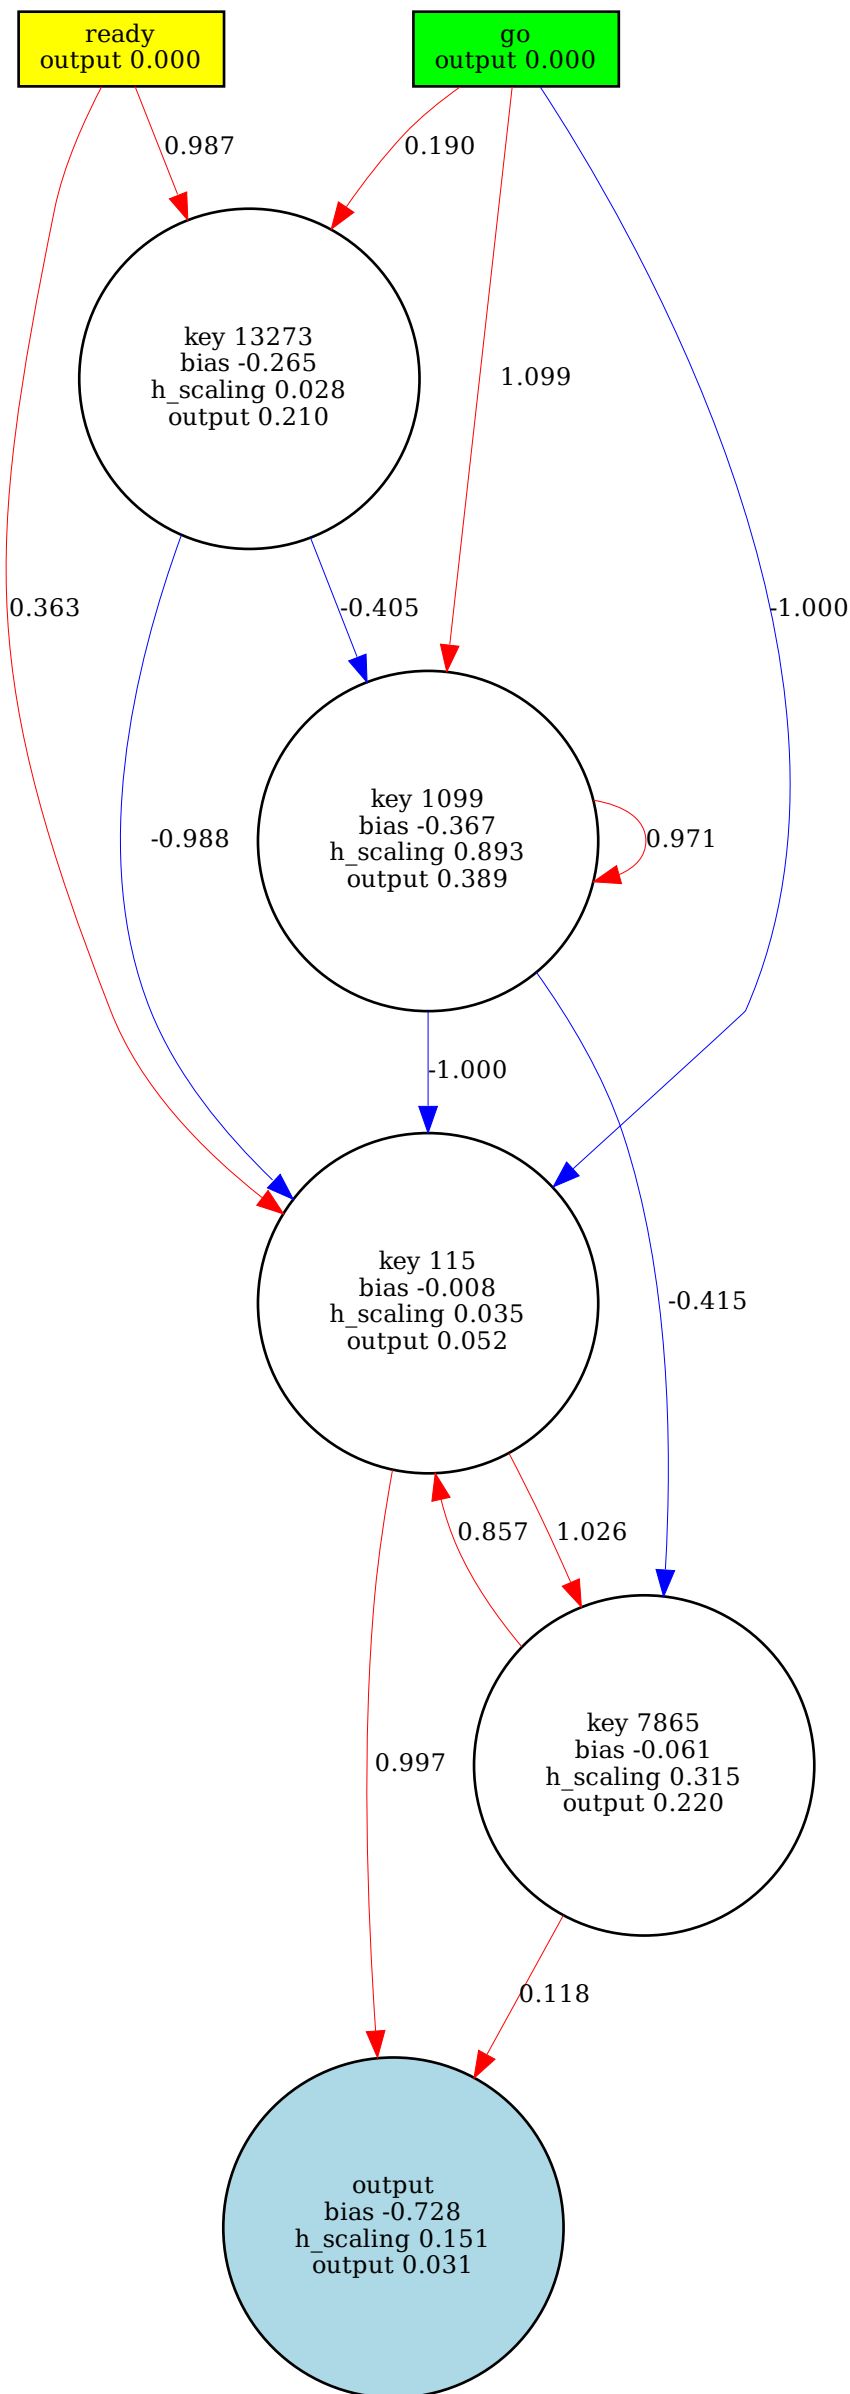 ready
output 0.000
go
output 0.000
0.987
0.190
key 13273
bias -0.265
h_scaling 0.028
output 0.210
1.099
0.363
-0.405
-1.000
key 1099
bias -0.367
h_scaling 0.893
output 0.389
-0.988
0.971
-1.000
key 115
bias -0.008
h_scaling 0.035
output 0.052
-0.415
0.857
1.026
key 7865
bias -0.061
h_scaling 0.315
output 0.220
0.997
0.118
output
bias -0.728
h_scaling 0.151
output 0.031